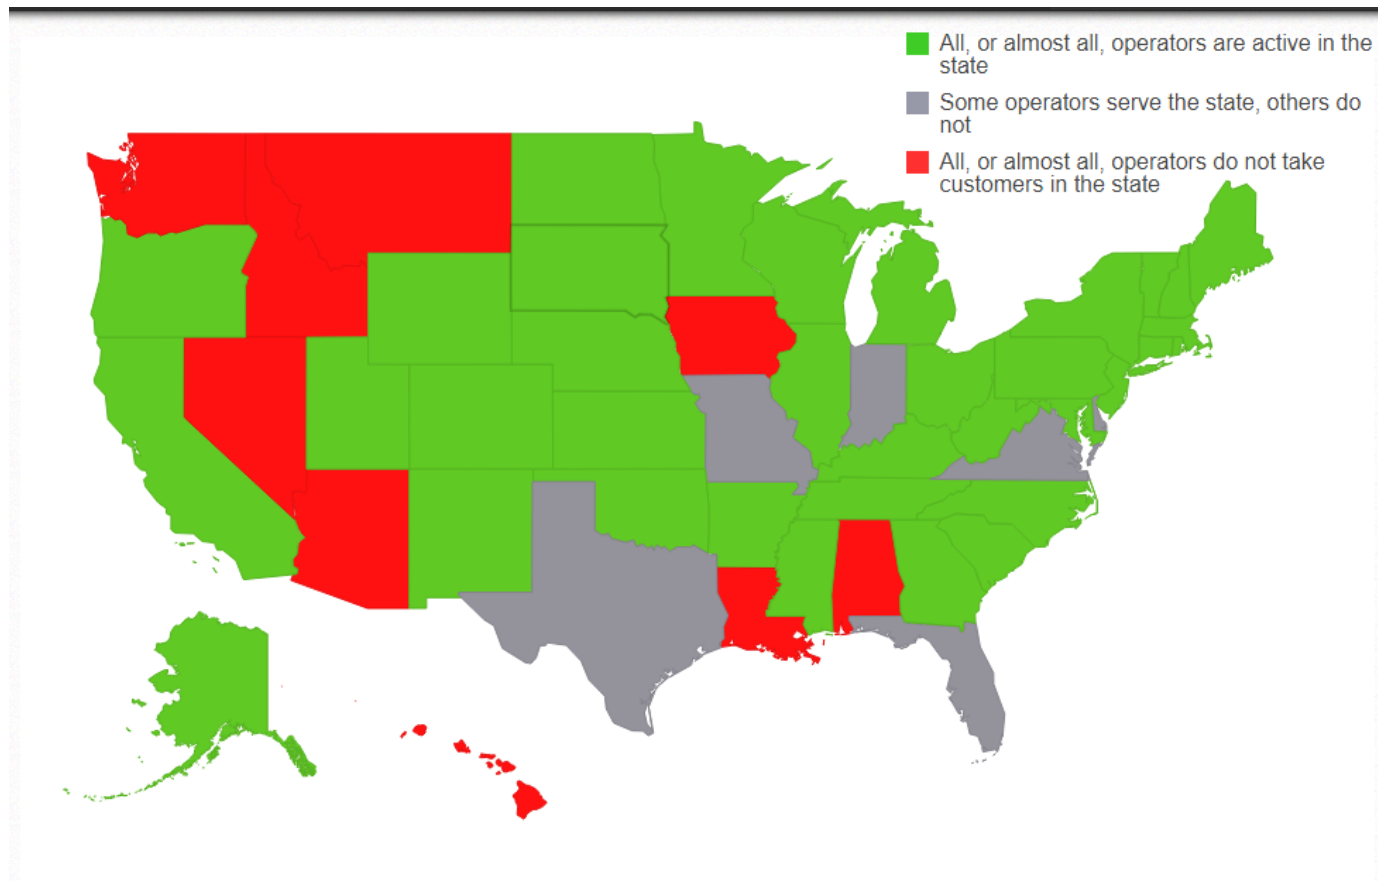 All, or almost all, operators are active in the
state
Some operators serve the state, others do
not
All, or almost all, operators do not take
customers in the state